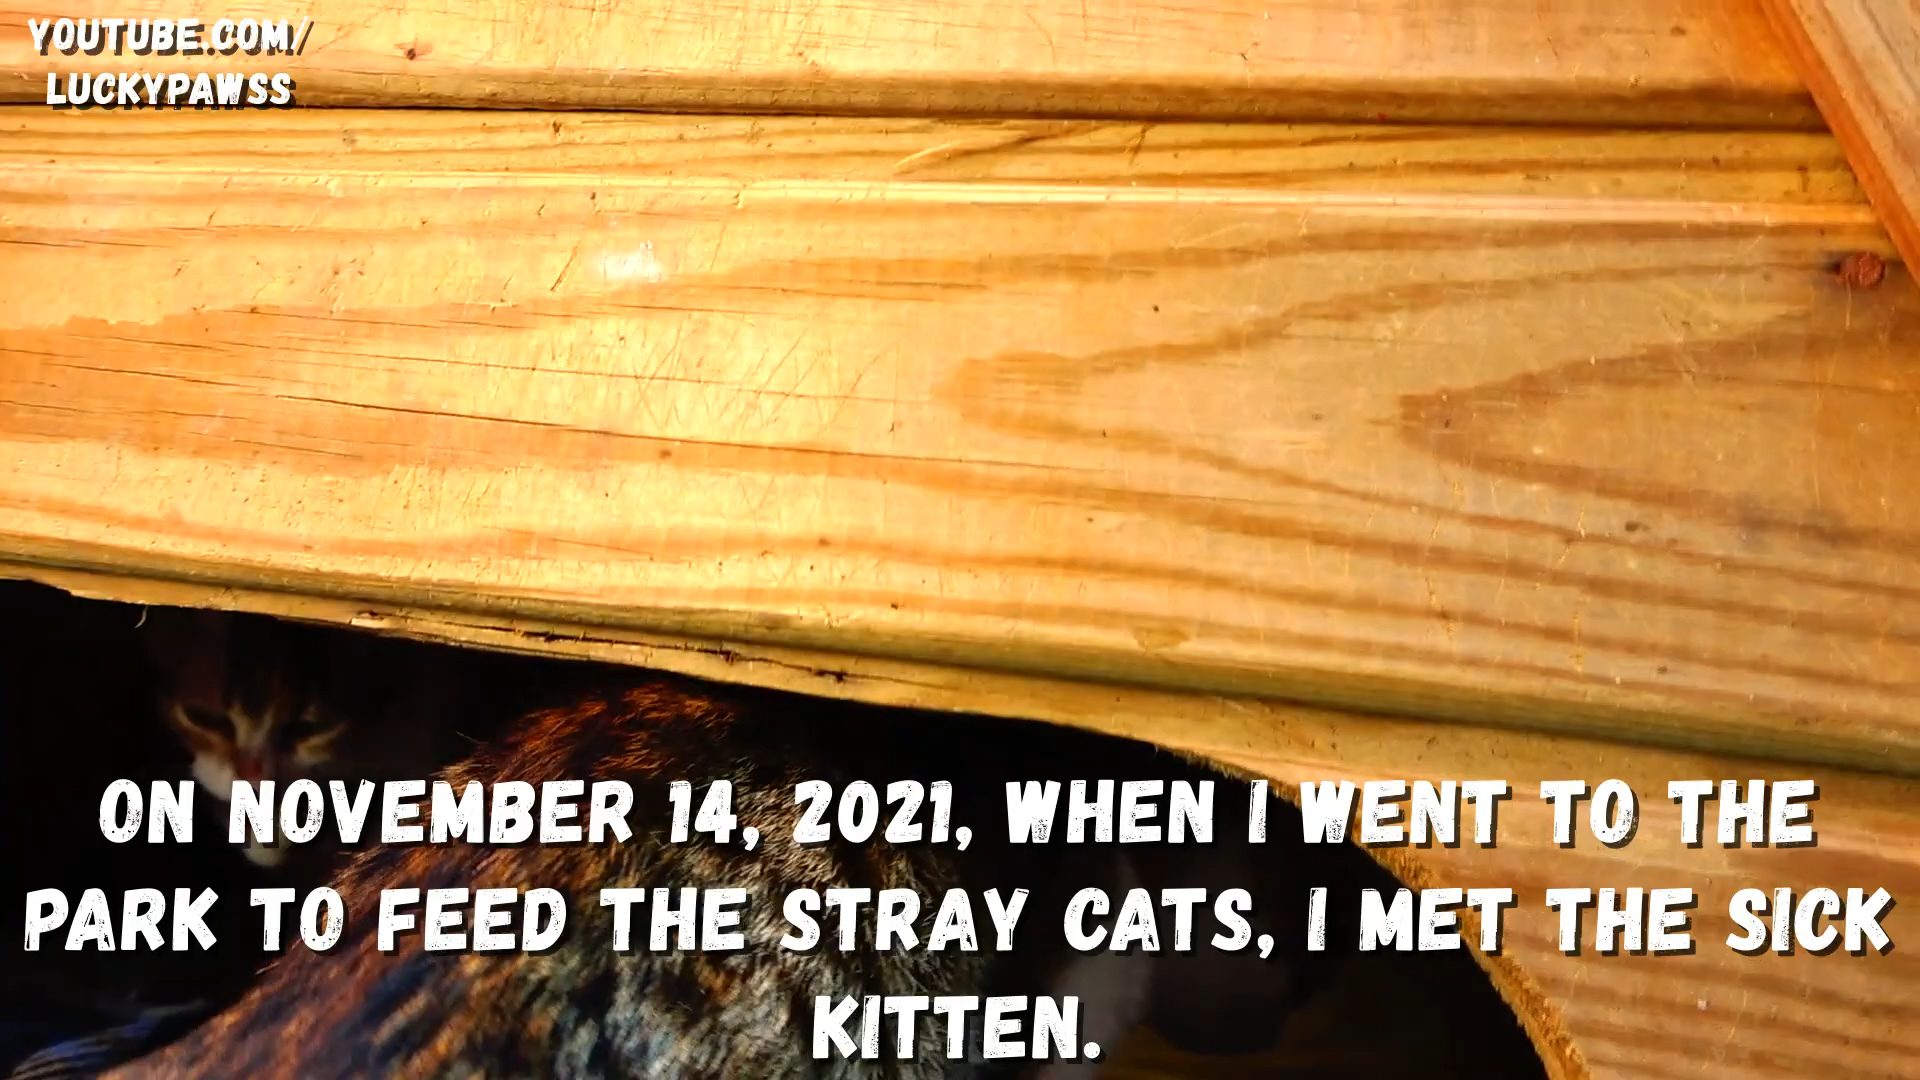 YOUTUBE.COM/
LUCKYPAWSS
ON NOVEMBER 14, 2021, WHEN I WENT TO THE
PARK TO FEED THE STRAY CATS, I MET THE SICK
KITTEN.